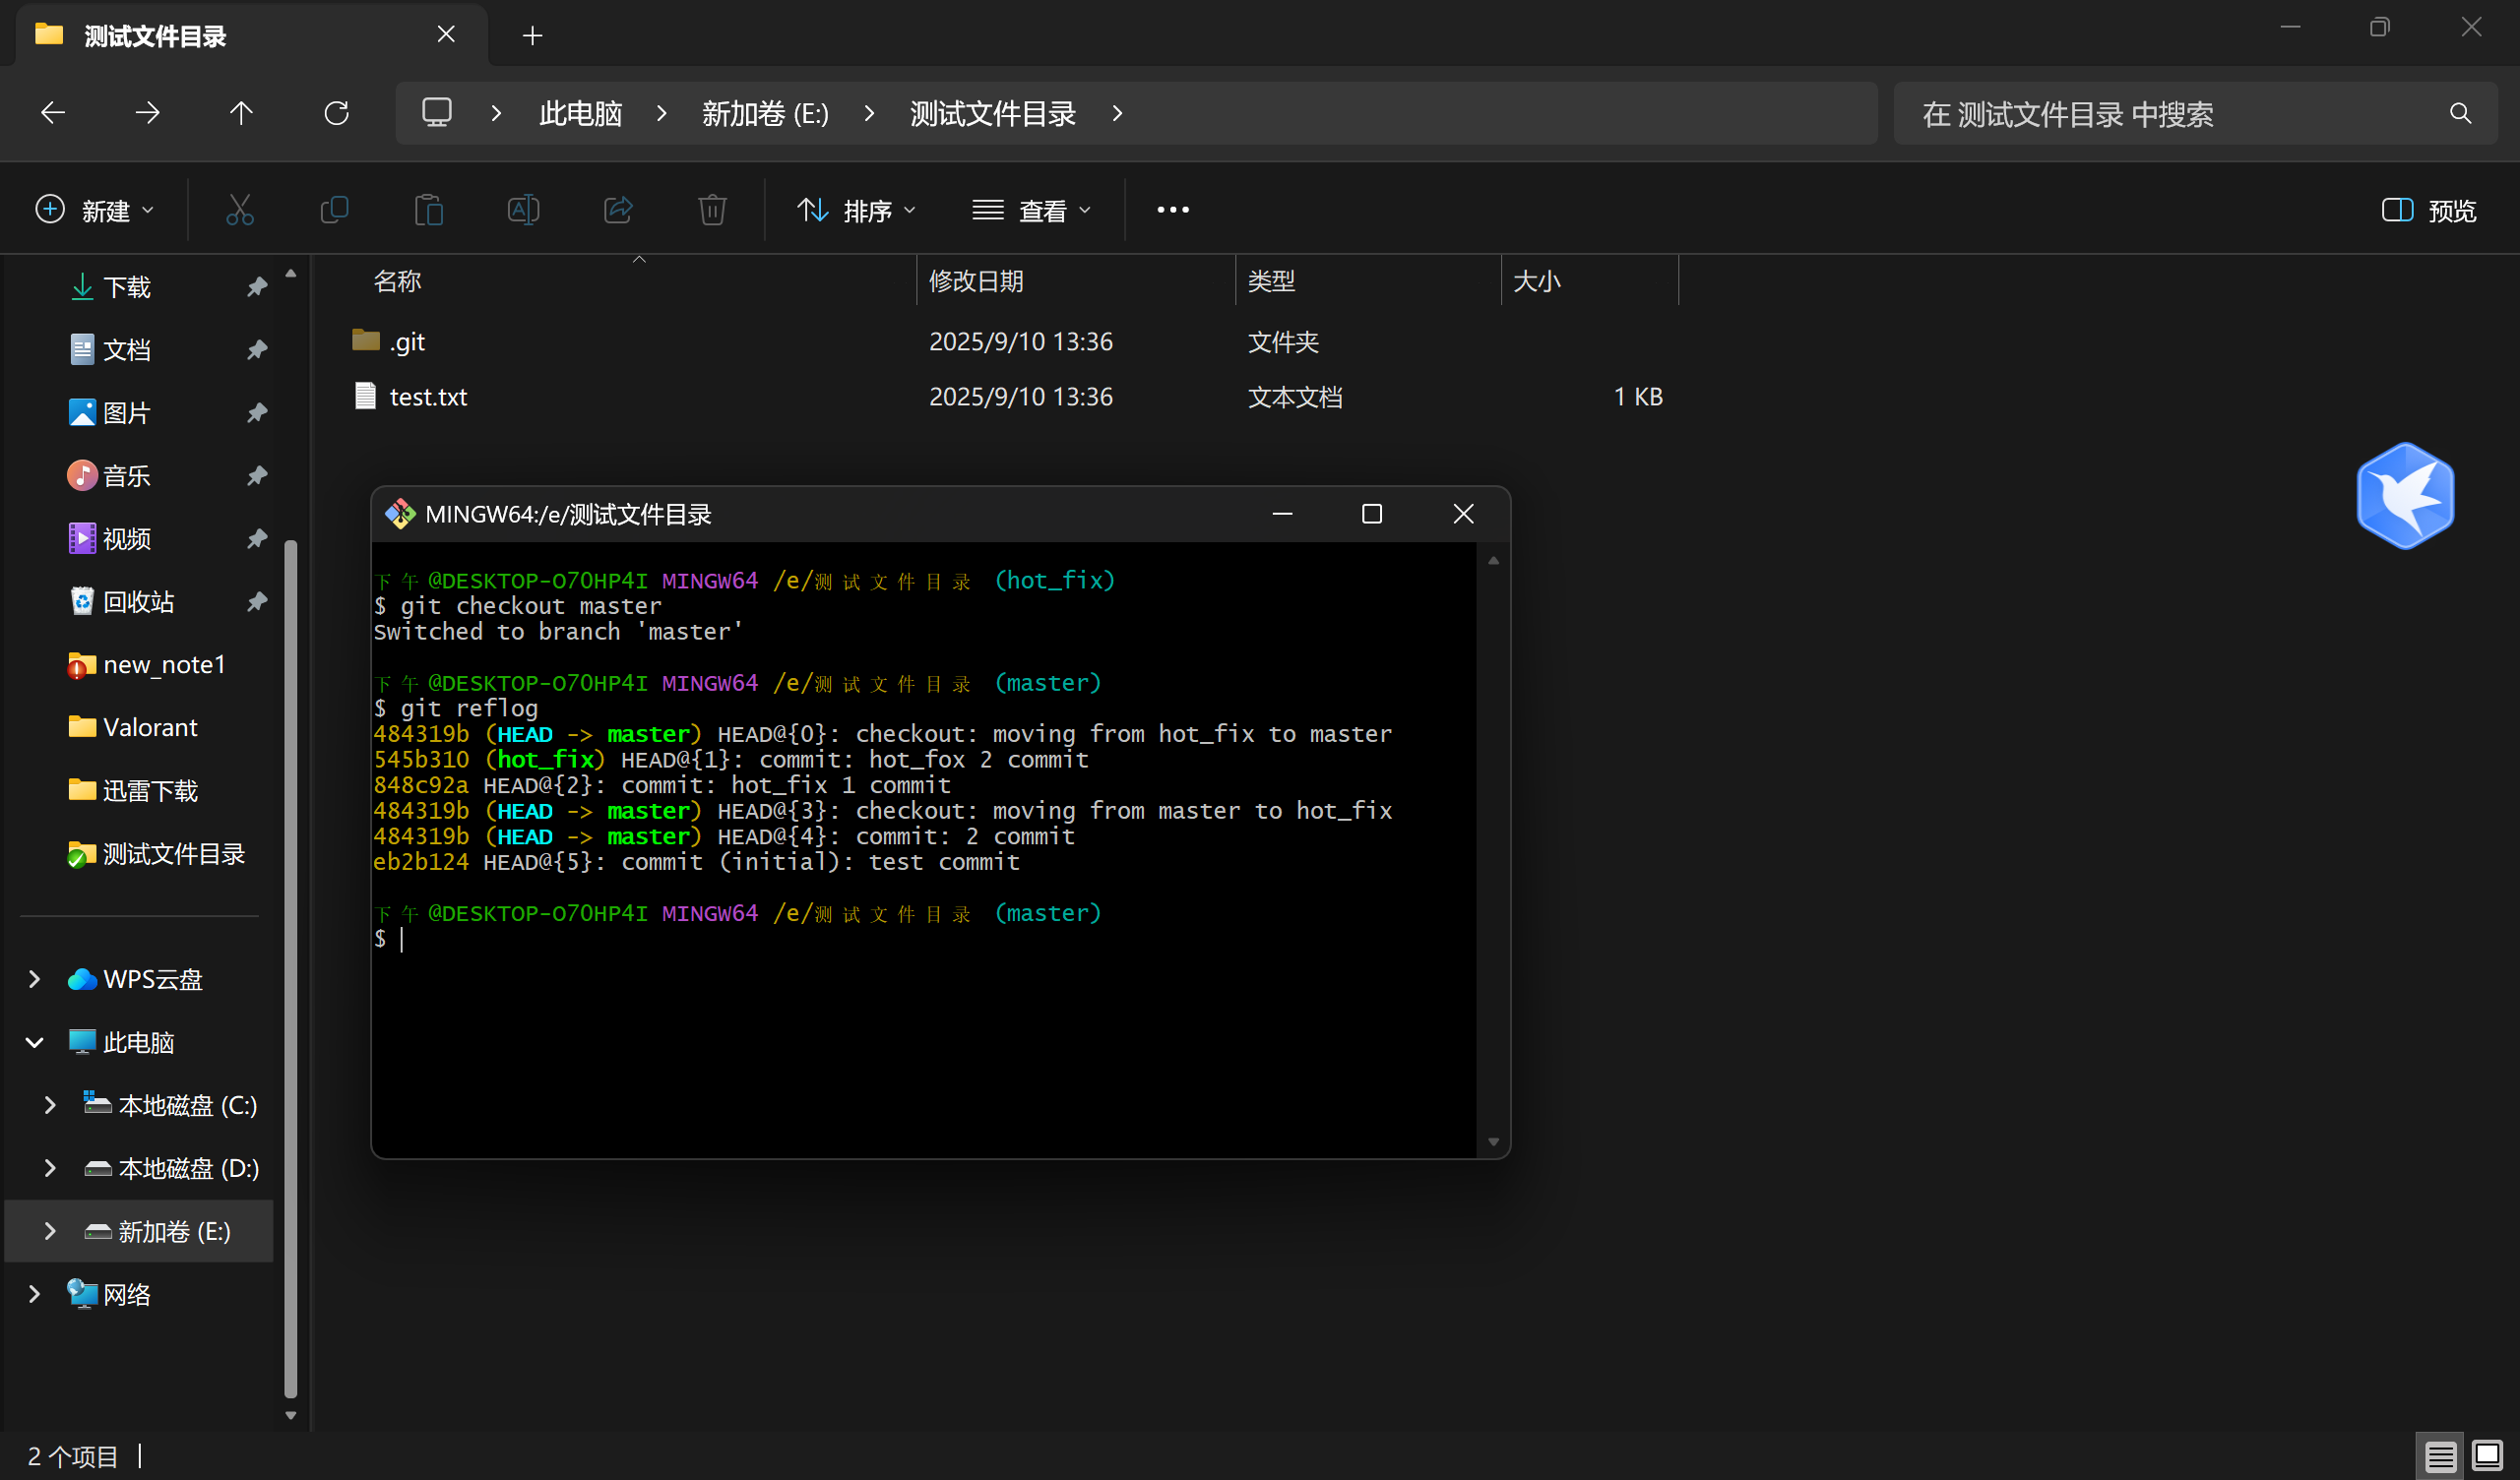 测试文件目录
此电脑 > 新加卷 (E:) > 测试文件目录 >
在 测试文件目录 中搜索
新建
排序
查看
预览
下载
文档
图片
音乐
视频
回收站
new_note1
Valorant
迅雷下载
测试文件目录
WPS云盘
此电脑
本地磁盘 (C:)
本地磁盘 (D:)
新加卷 (E:)
网络
名称 修改日期 类型 大小
.git 2025/9/10 13:36 文件夹
test.txt 2025/9/10 13:36 文本文档 1 KB
MINGW64:/e/测试文件目录
下午@DESKTOP-O7OHP4I MINGW64 /e/测试文件目录 (hot_fix)
$ git checkout master
Switched to branch 'master'
下午@DESKTOP-O7OHP4I MINGW64 /e/测试文件目录 (master)
$ git reflog
484319b (HEAD -> master) HEAD@{0}: checkout: moving from hot_fix to master
545b310 (hot_fix) HEAD@{1}: commit: hot_fox 2 commit
848c92a HEAD@{2}: commit: hot_fix 1 commit
484319b (HEAD -> master) HEAD@{3}: checkout: moving from master to hot_fix
484319b (HEAD -> master) HEAD@{4}: commit: 2 commit
eb2b124 HEAD@{5}: commit (initial): test commit
下午@DESKTOP-O7OHP4I MINGW64 /e/测试文件目录 (master)
$
2 个项目